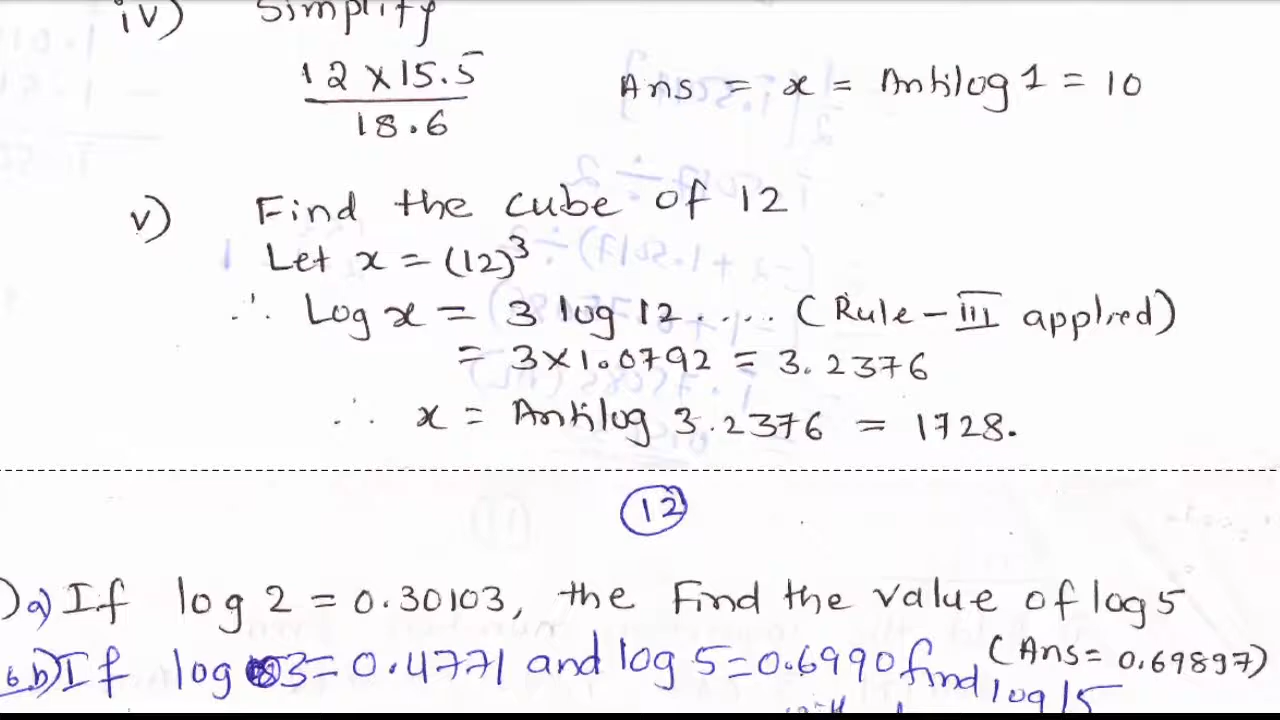 iv) Simplify
12 × 15.5 / 18.6 Ans = x = Antilog 1 = 10
v) Find the cube of 12
Let x = (12)³
∴ Log x = 3 log 12 .... (Rule – III applied)
= 3 × 1.0792 = 3.2376
∴ x = Antilog 3.2376 = 1728.
12
) a) If log 2 = 0.30103, the Find the value of log 5
(Ans = 0.69897)
6.b) If log 3 = 0.4771 and log 5 = 0.6990 find log 15